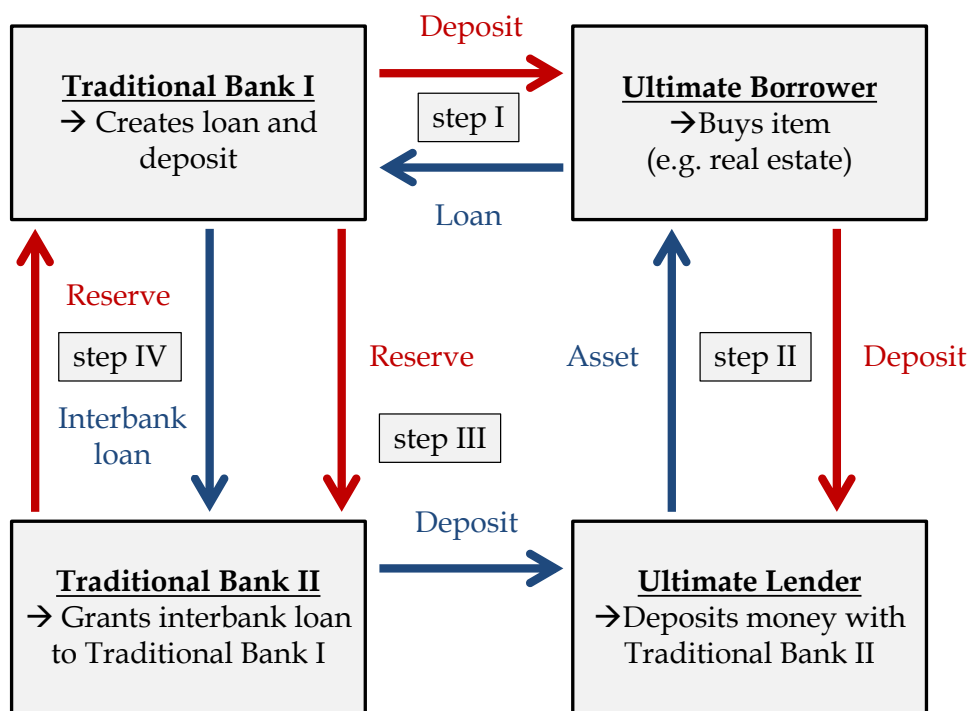 Deposit
Traditional Bank I
→ Creates loan and
deposit
step I
Ultimate Borrower
→Buys item
(e.g. real estate)
Loan
Reserve
step IV
Interbank
loan
Reserve
step III
Asset
step II
Deposit
Deposit
Traditional Bank II
→ Grants interbank loan
to Traditional Bank I
Ultimate Lender
→Deposits money with
Traditional Bank II